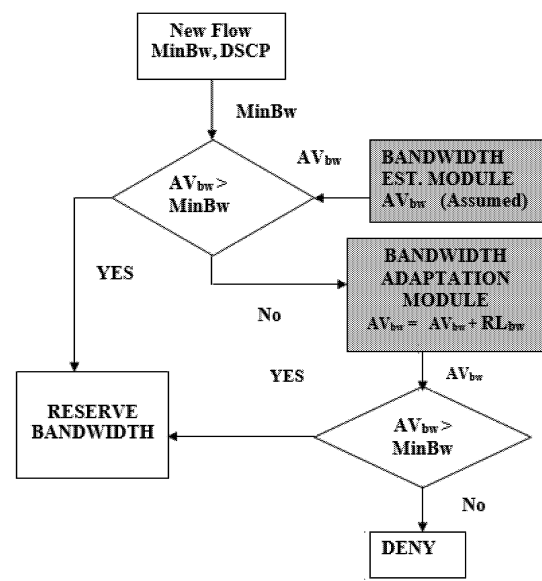 New Flow
MinBw, DSCP
MinBw
AVbw
BANDWIDTH
EST. MODULE
AVbw (Assumed)
AVbw >
MinBw
YES
No
BANDWIDTH
ADAPTATION
MODULE
AVbw = AVbw + RLbw
YES
AVbw
RESERVE
BANDWIDTH
AVbw >
MinBw
No
DENY